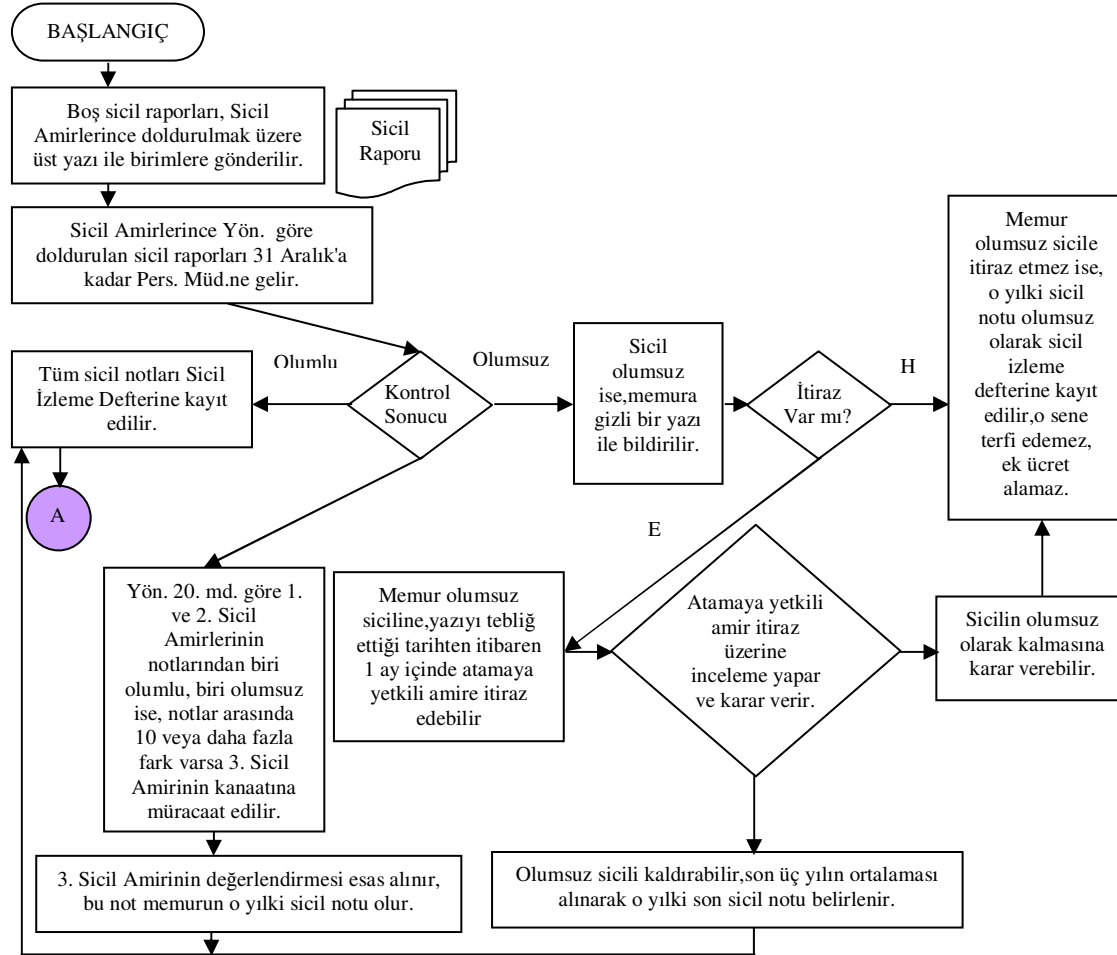 BAŞLANGIÇ
Boş sicil raporları, Sicil
Amirlerince doldurulmak üzere
üst yazı ile birimlere gönderilir.
Sicil
Raporu
Sicil Amirlerince Yön. göre
doldurulan sicil raporları 31 Aralık'a
kadar Pers. Müd.ne gelir.
Olumlu
Olumsuz
Kontrol
Sonucu
Tüm sicil notları Sicil
İzleme Defterine kayıt
edilir.
A
Sicil
olumsuz
ise,memura
gizli bir yazı
ile bildirilir.
İtiraz
Var mı?
H
E
Memur
olumsuz sicile
itiraz etmez ise,
o yılki sicil
notu olumsuz
olarak sicil
izleme
defterine kayıt
edilir,o sene
terfi edemez,
ek ücret
alamaz.
Yön. 20. md. göre 1.
ve 2. Sicil
Amirlerinin
notlarından biri
olumlu, biri olumsuz
ise, notlar arasında
10 veya daha fazla
fark varsa 3. Sicil
Amirinin kanaatına
müracaat edilir.
Memur olumsuz
siciline,yazıyı tebliğ
ettiği tarihten itibaren
1 ay içinde atamaya
yetkili amire itiraz
edebilir
Atamaya yetkili
amir itiraz
üzerine
inceleme yapar
ve karar verir.
Sicilin olumsuz
olarak kalmasına
karar verebilir.
3. Sicil Amirinin değerlendirmesi esas alınır,
bu not memurun o yılki sicil notu olur.
Olumsuz sicili kaldırabilir,son üç yılın ortalaması
alınarak o yılki son sicil notu belirlenir.